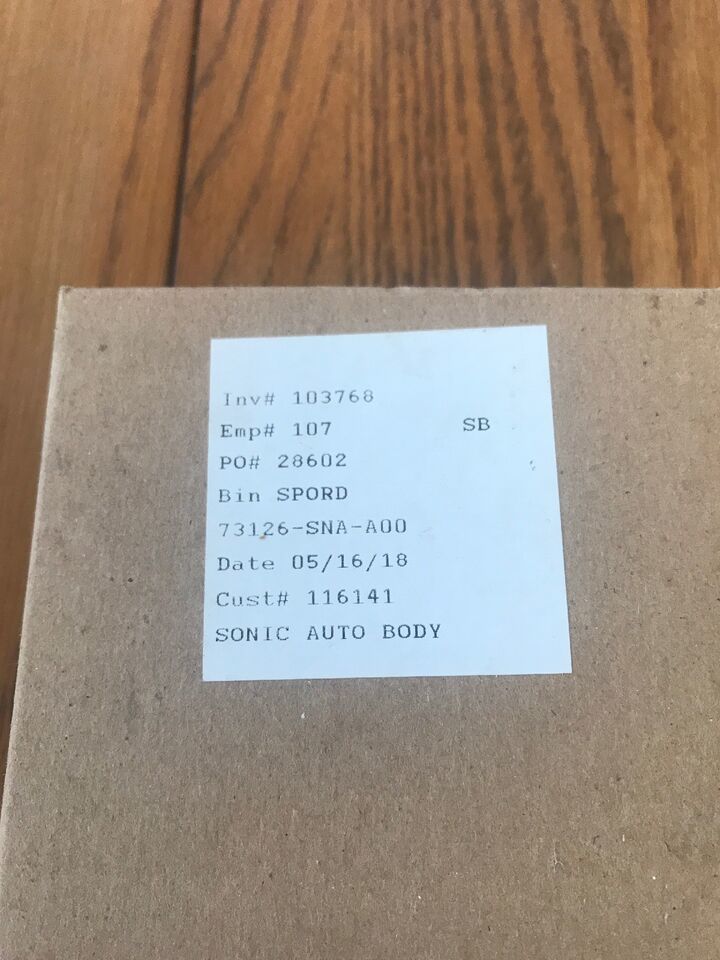 Inv# 103768
Emp# 107 SB
PO# 28602
Bin SPORD
73126-SNA-A00
Date 05/16/18
Cust# 116141
SONIC AUTO BODY